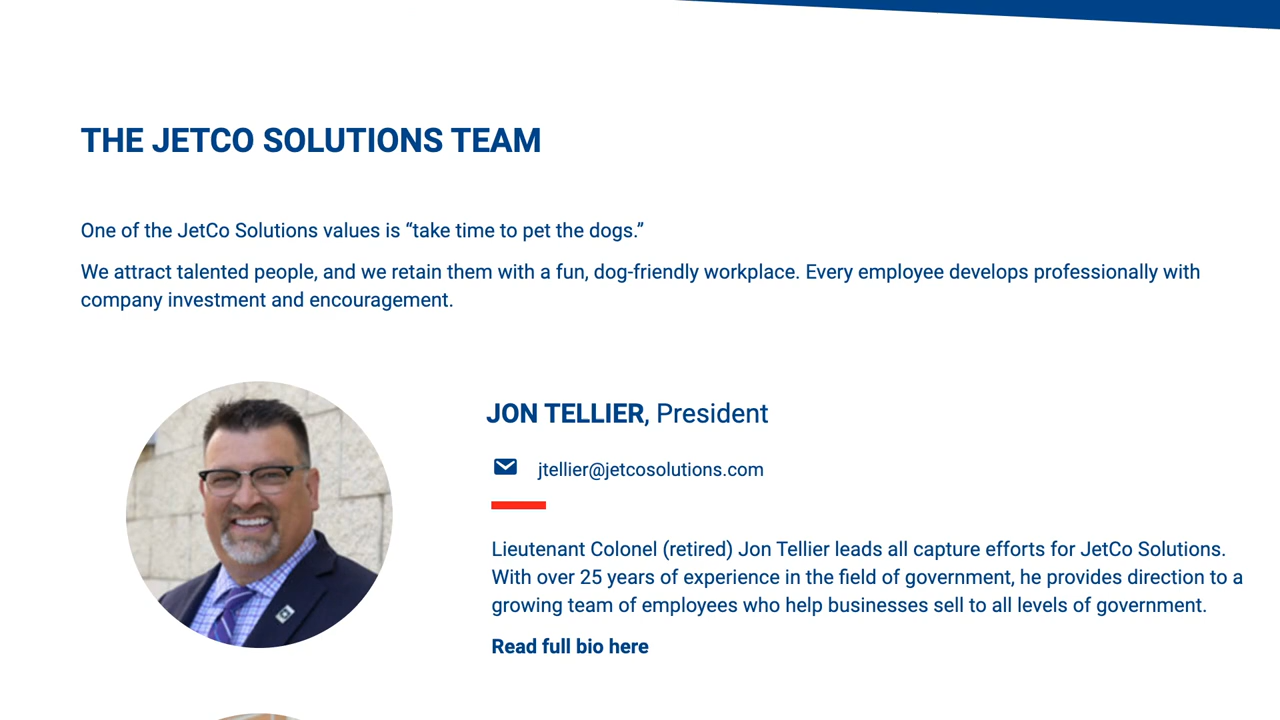 THE JETCO SOLUTIONS TEAM
One of the JetCo Solutions values is “take time to pet the dogs.”
We attract talented people, and we retain them with a fun, dog-friendly workplace. Every employee develops professionally with
company investment and encouragement.
JON TELLIER, President
jtellier@jetcosolutions.com
Lieutenant Colonel (retired) Jon Tellier leads all capture efforts for JetCo Solutions.
With over 25 years of experience in the field of government, he provides direction to a
growing team of employees who help businesses sell to all levels of government.
Read full bio here